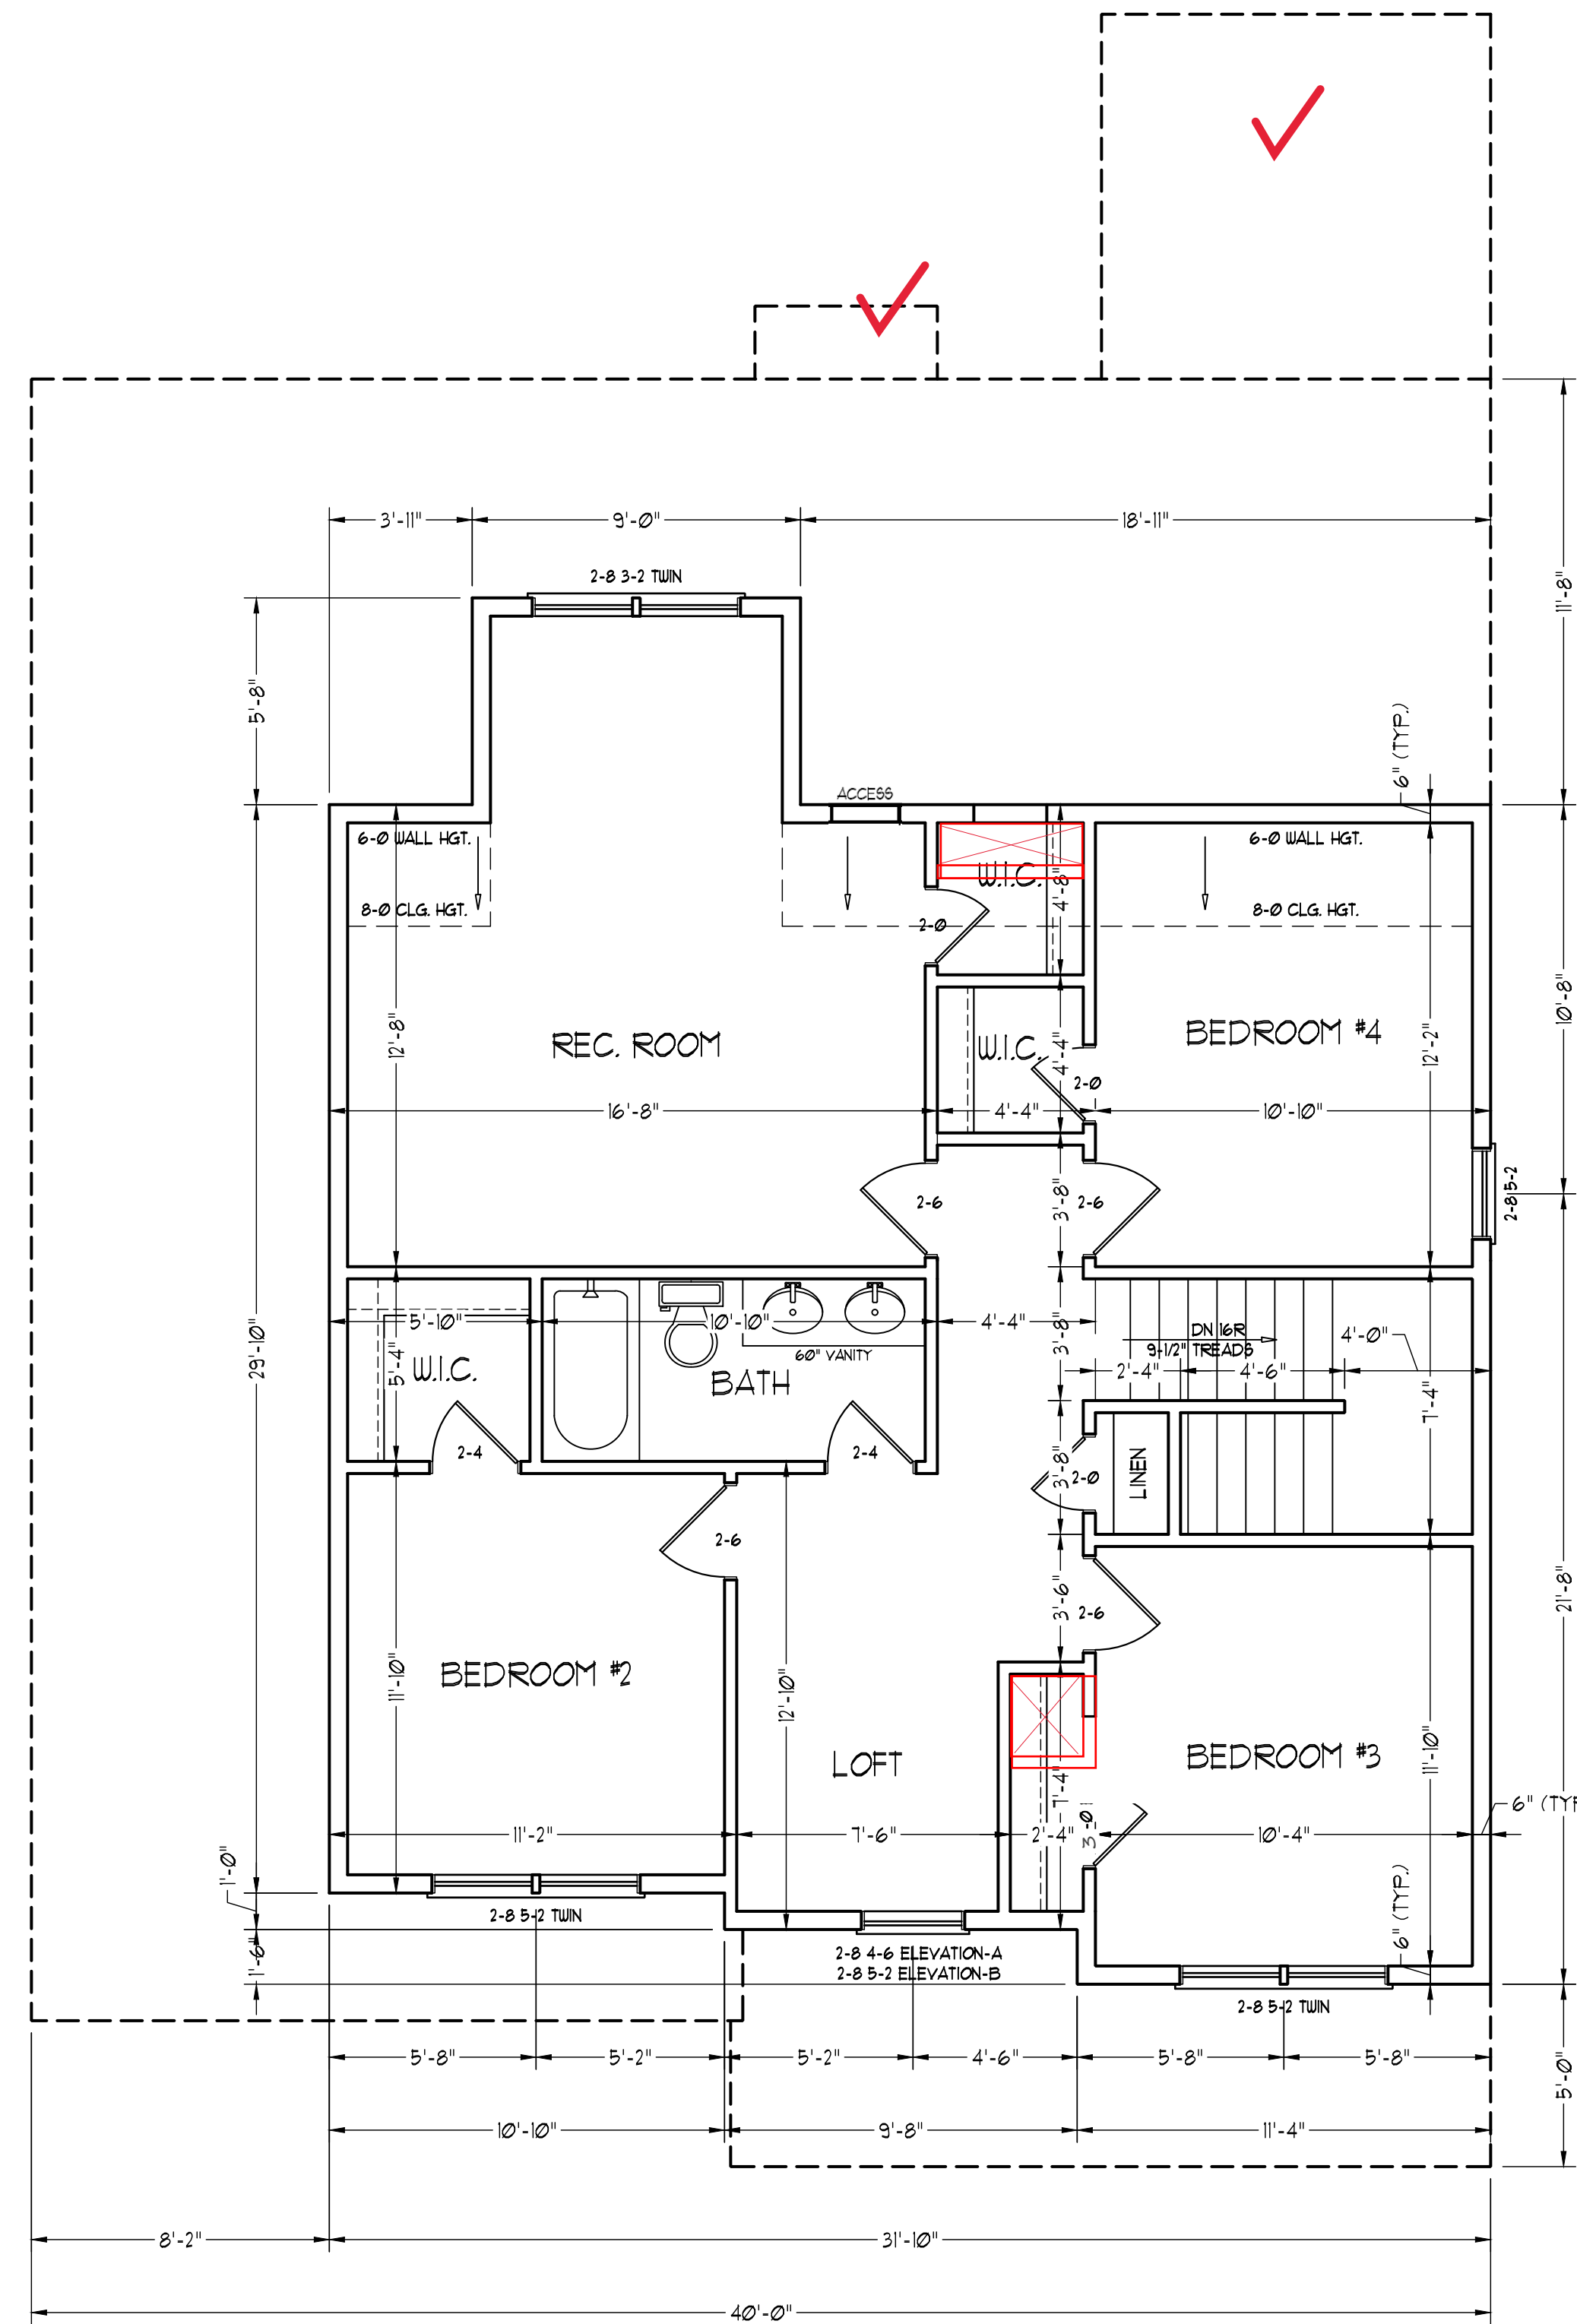 3'-11"
9'-0"
18'-11"
2-8 3-2 TWIN
11'-8"
5'-8"
6" (TYP.)
ACCESS
6-0 WALL HGT.
6-0 WALL HGT.
W.I.C.
4'-8"
8-0 CLG. HGT.
8-0 CLG. HGT.
2-0
10'-8"
12'-8"
REC. ROOM
W.I.C.
4'-4"
BEDROOM #4
12'-2"
2-0
16'-8"
4'-4"
10'-10"
3'-8"
2-6
2-6
2-8 5-2
5'-10"
10'-10"
4'-4"
3'-8"
DN 16R
9-1/2" TREADS
4'-0"
29'-10"
5'-4"
W.I.C.
60" VANITY
BATH
2'-4"
4'-6"
7'-4"
2-4
2-4
3'-8"
2-0
LINEN
2-6
3'-6"
2-6
21'-8"
BEDROOM #2
11'-10"
12'-10"
LOFT
7'-4"
BEDROOM #3
11'-10"
6" (TYP
11'-2"
7'-6"
2'-4"
3'-0
10'-4"
1'-0"
2-8 5-2 TWIN
6" (TYP.)
1'-6"
2-8 4-6 ELEVATION-A
2-8 5-2 ELEVATION-B
2-8 5-2 TWIN
5'-8"
5'-2"
5'-2"
4'-6"
5'-8"
5'-8"
5'-0"
10'-10"
9'-8"
11'-4"
8'-2"
31'-10"
40'-0"